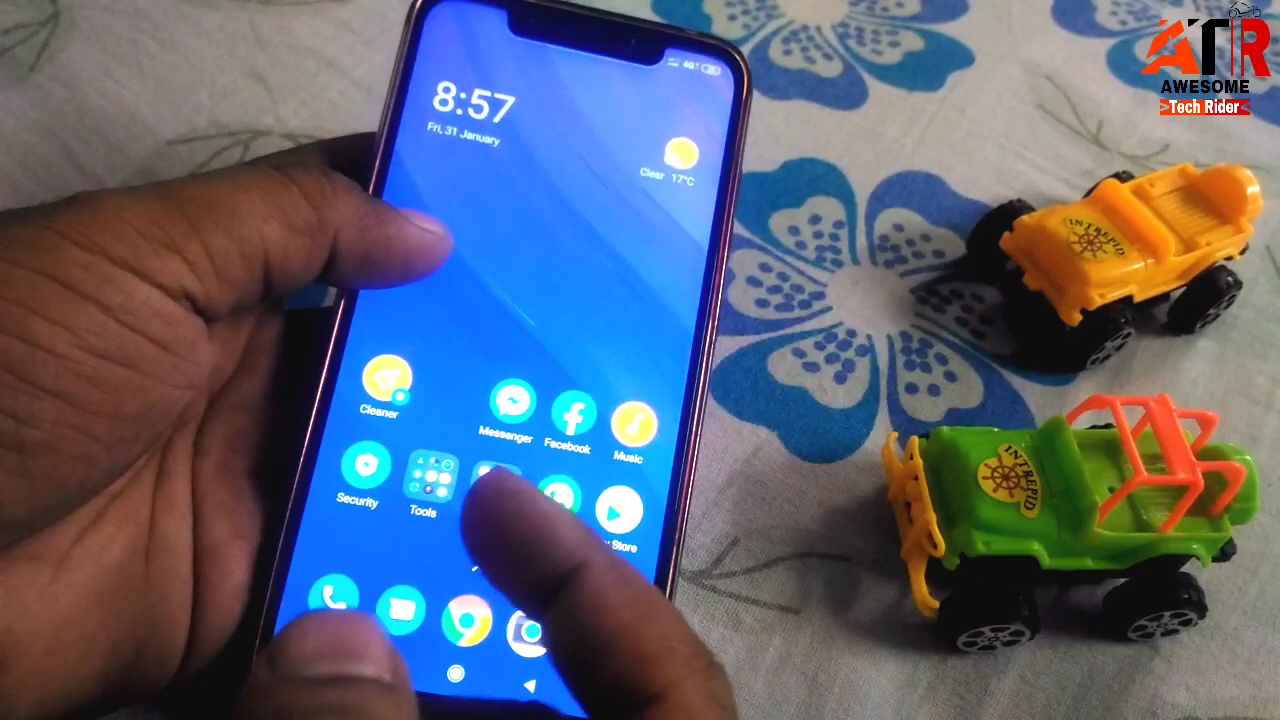 4G
8:57
Fri, 31 January
Clear 17°C
Cleaner
Messenger
Facebook
Music
Security
Tools
Store
ATR
AWESOME
>Tech Rider<
INTREPID
INTREPID